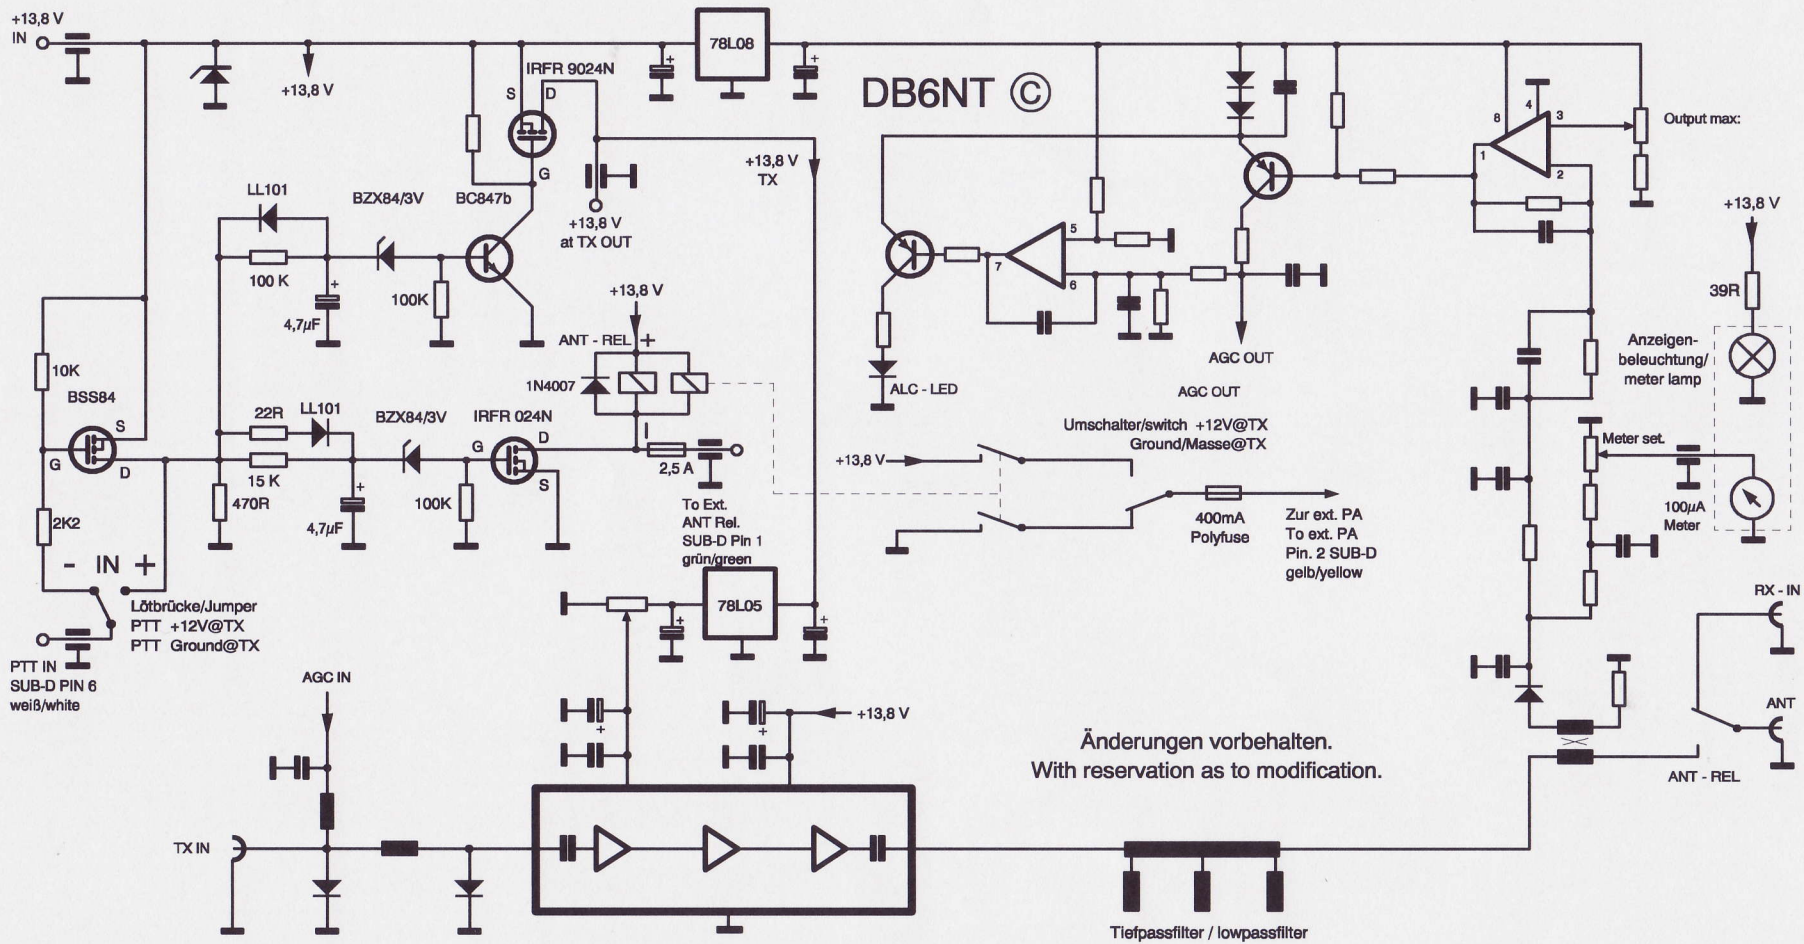 +13,8 V
IN
+13,8 V
IRFR 9024N
S
D
G
78L08
+
+
DB6NT ©
8
4
3
1
2
Output max:
+13,8 V
TX
+13,8 V
at TX OUT
LL101
BZX84/3V
BC847b
100 K
+
4,7µF
100K
5
7
6
+13,8 V
39R
Anzeigen-
beleuchtung/
meter lamp
+13,8 V
ANT - REL +
1N4007
ALC - LED
AGC OUT
AGC OUT
10K
BSS84
S
G
D
22R
LL101
15 K
470R
+
4,7µF
BZX84/3V
IRFR 024N
G
D
S
100K
I
2,5 A
To Ext.
ANT Rel.
SUB-D Pin 1
grün/green
Umschalter/switch +12V@TX
Ground/Masse@TX
+13,8 V
400mA
Polyfuse
Zur ext. PA
To ext. PA
Pin. 2 SUB-D
gelb/yellow
Meter set.
100µA
Meter
2K2
- IN +
Lötbrücke/Jumper
PTT +12V@TX
PTT Ground@TX
PTT IN
SUB-D PIN 6
weiß/white
78L05
+
+
RX - IN
ANT
ANT - REL
AGC IN
+
+
+13,8 V
Änderungen vorbehalten.
With reservation as to modification.
TX IN
Tiefpassfilter / lowpassfilter